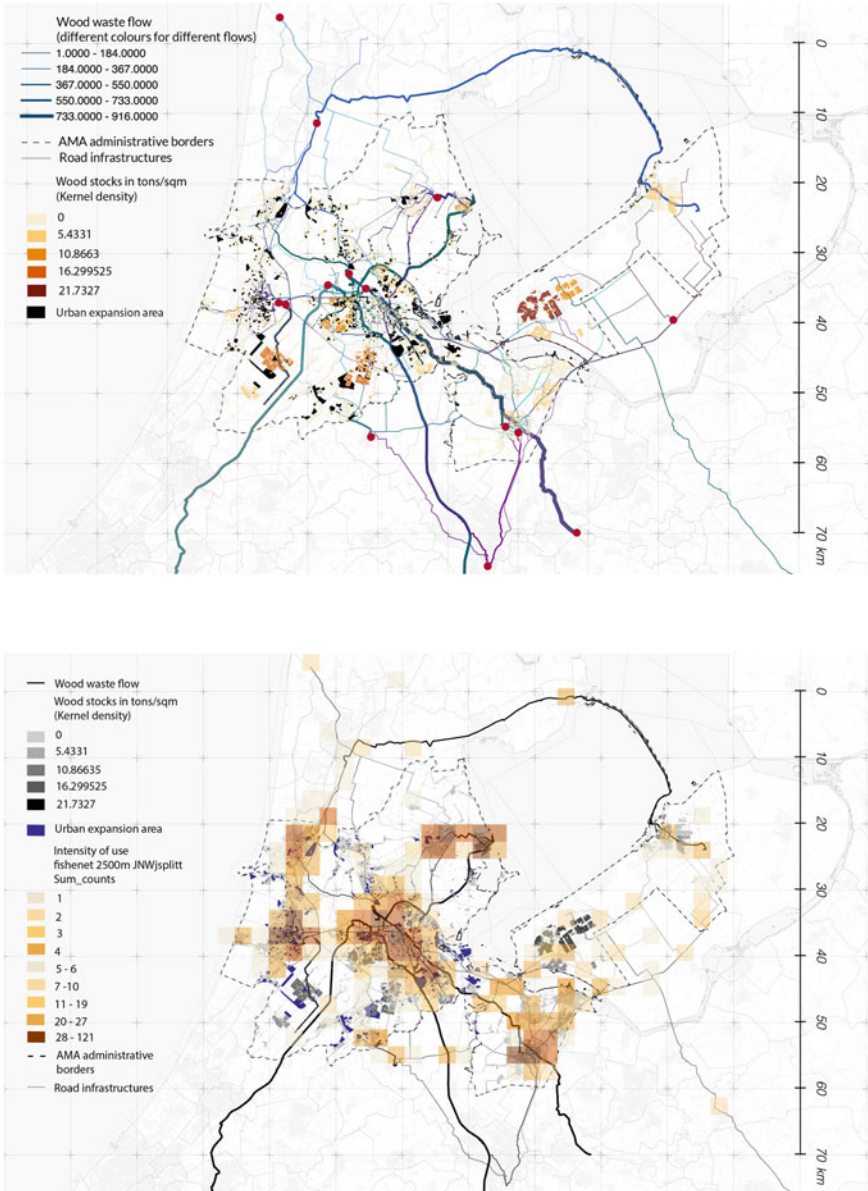 Wood waste flow
(different colours for different flows)
1.0000 - 184.0000
184.0000 - 367.0000
367.0000 - 550.0000
550.0000 - 733.0000
733.0000 - 916.0000
AMA administrative borders
Road infrastructures
Wood stocks in tons/sqm
(Kernel density)
0
5.4331
10.8663
16.299525
21.7327
Urban expansion area
0
10
20
30
40
50
60
70 km
Wood waste flow
Wood stocks in tons/sqm
(Kernel density)
0
5.4331
10.86635
16.299525
21.7327
Urban expansion area
Intensity of use
fishenet 2500m JNWjsplitt
Sum_counts
1
2
3
4
5 - 6
7 -10
11 - 19
20 - 27
28 - 121
AMA administrative
borders
Road infrastructures
0
10
20
30
40
50
60
70 km